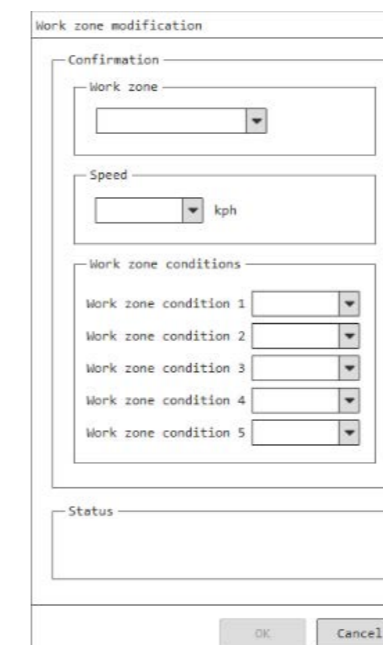 Work zone modification
Confirmation
Work zone
Speed
kph
Work zone conditions
Work zone condition 1
Work zone condition 2
Work zone condition 3
Work zone condition 4
Work zone condition 5
Status
OK Cancel